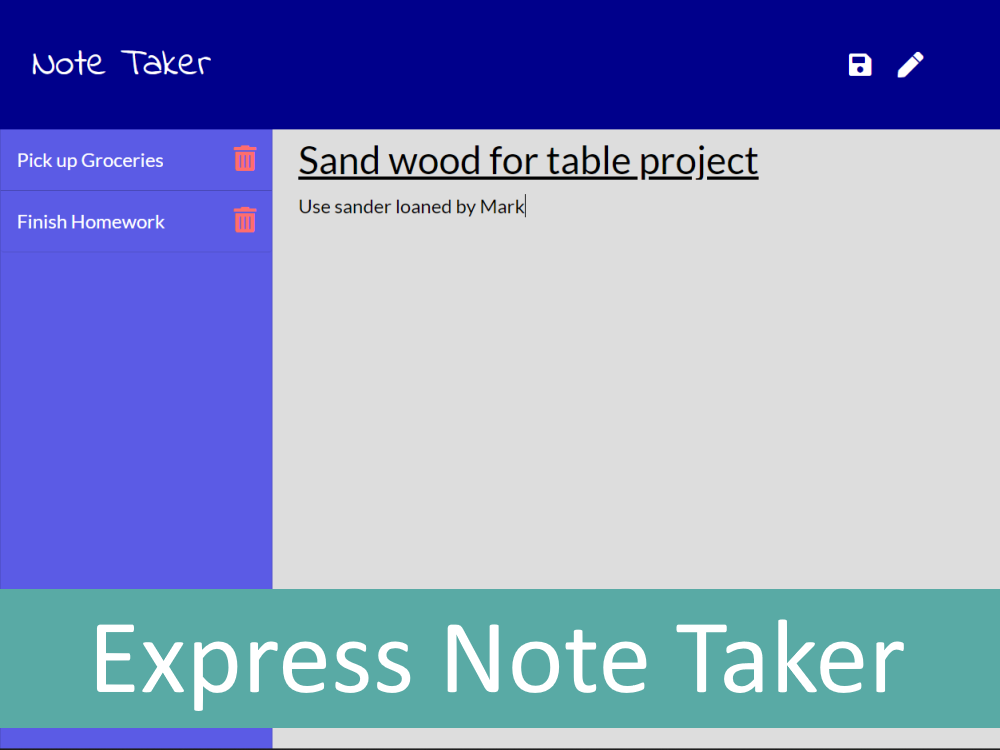 Note Taker
Pick up Groceries
Finish Homework
Sand wood for table project
Use sander loaned by Mark
Express Note Taker